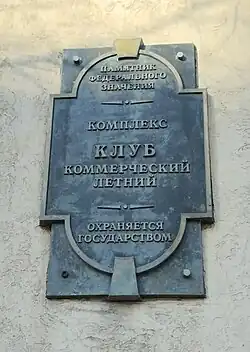 ПАМЯТНИК
ФЕДЕРАЛЬНОГО
ЗНАЧЕНИЯ
КОМПЛЕКС
КЛУБ
КОММЕРЧЕСКИЙ
ЛЕТНИЙ
ОХРАНЯЕТСЯ
ГОСУДАРСТВОМ